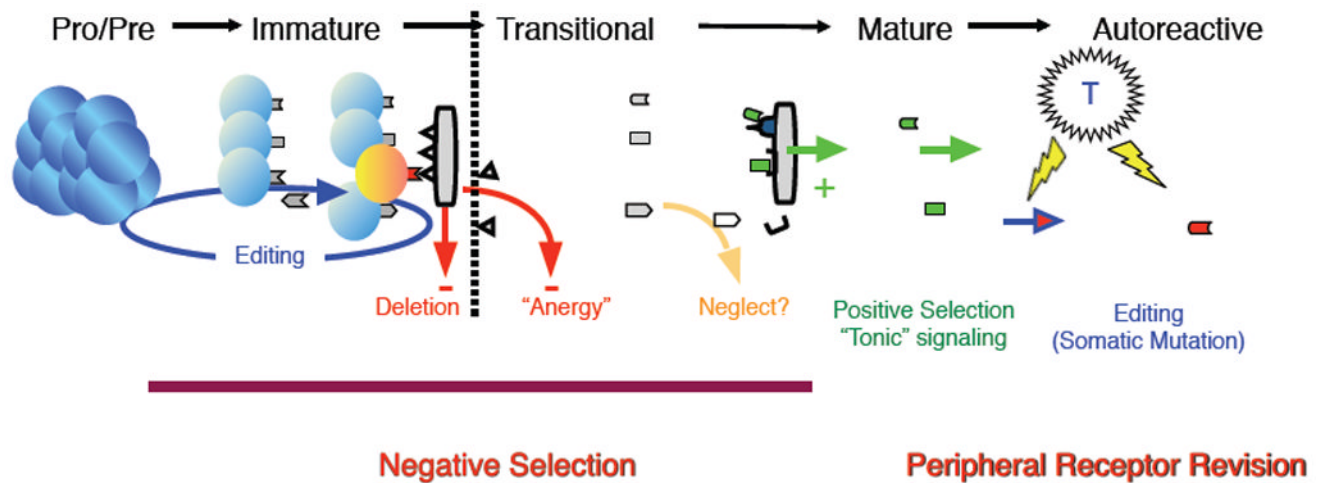 Pro/Pre Immature Transitional Mature Autoreactive
T
+
Editing
Deletion "Anergy" Neglect? Positive Selection Editing
"Tonic" signaling (Somatic Mutation)
Negative Selection Peripheral Receptor Revision